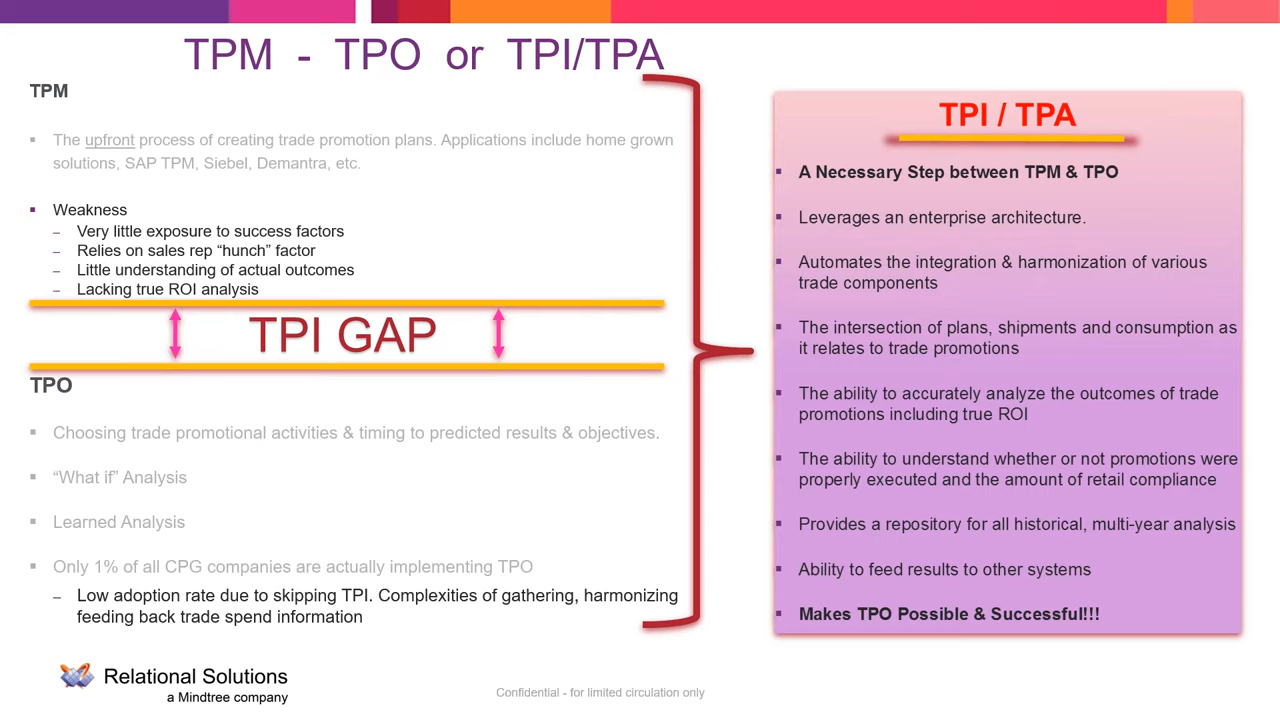 TPM - TPO or TPI/TPA
TPM
▪ The upfront process of creating trade promotion plans. Applications include home grown
solutions, SAP TPM, Siebel, Demantra, etc.
▪ Weakness
– Very little exposure to success factors
– Relies on sales rep “hunch” factor
– Little understanding of actual outcomes
– Lacking true ROI analysis
TPI GAP
TPO
▪ Choosing trade promotional activities & timing to predicted results & objectives.
▪ “What if” Analysis
▪ Learned Analysis
▪ Only 1% of all CPG companies are actually implementing TPO
– Low adoption rate due to skipping TPI. Complexities of gathering, harmonizing
feeding back trade spend information
TPI / TPA
▪ A Necessary Step between TPM & TPO
▪ Leverages an enterprise architecture.
▪ Automates the integration & harmonization of various
trade components
▪ The intersection of plans, shipments and consumption as
it relates to trade promotions
▪ The ability to accurately analyze the outcomes of trade
promotions including true ROI
▪ The ability to understand whether or not promotions were
properly executed and the amount of retail compliance
▪ Provides a repository for all historical, multi-year analysis
▪ Ability to feed results to other systems
▪ Makes TPO Possible & Successful!!!
Relational Solutions
a Mindtree company
Confidential - for limited circulation only